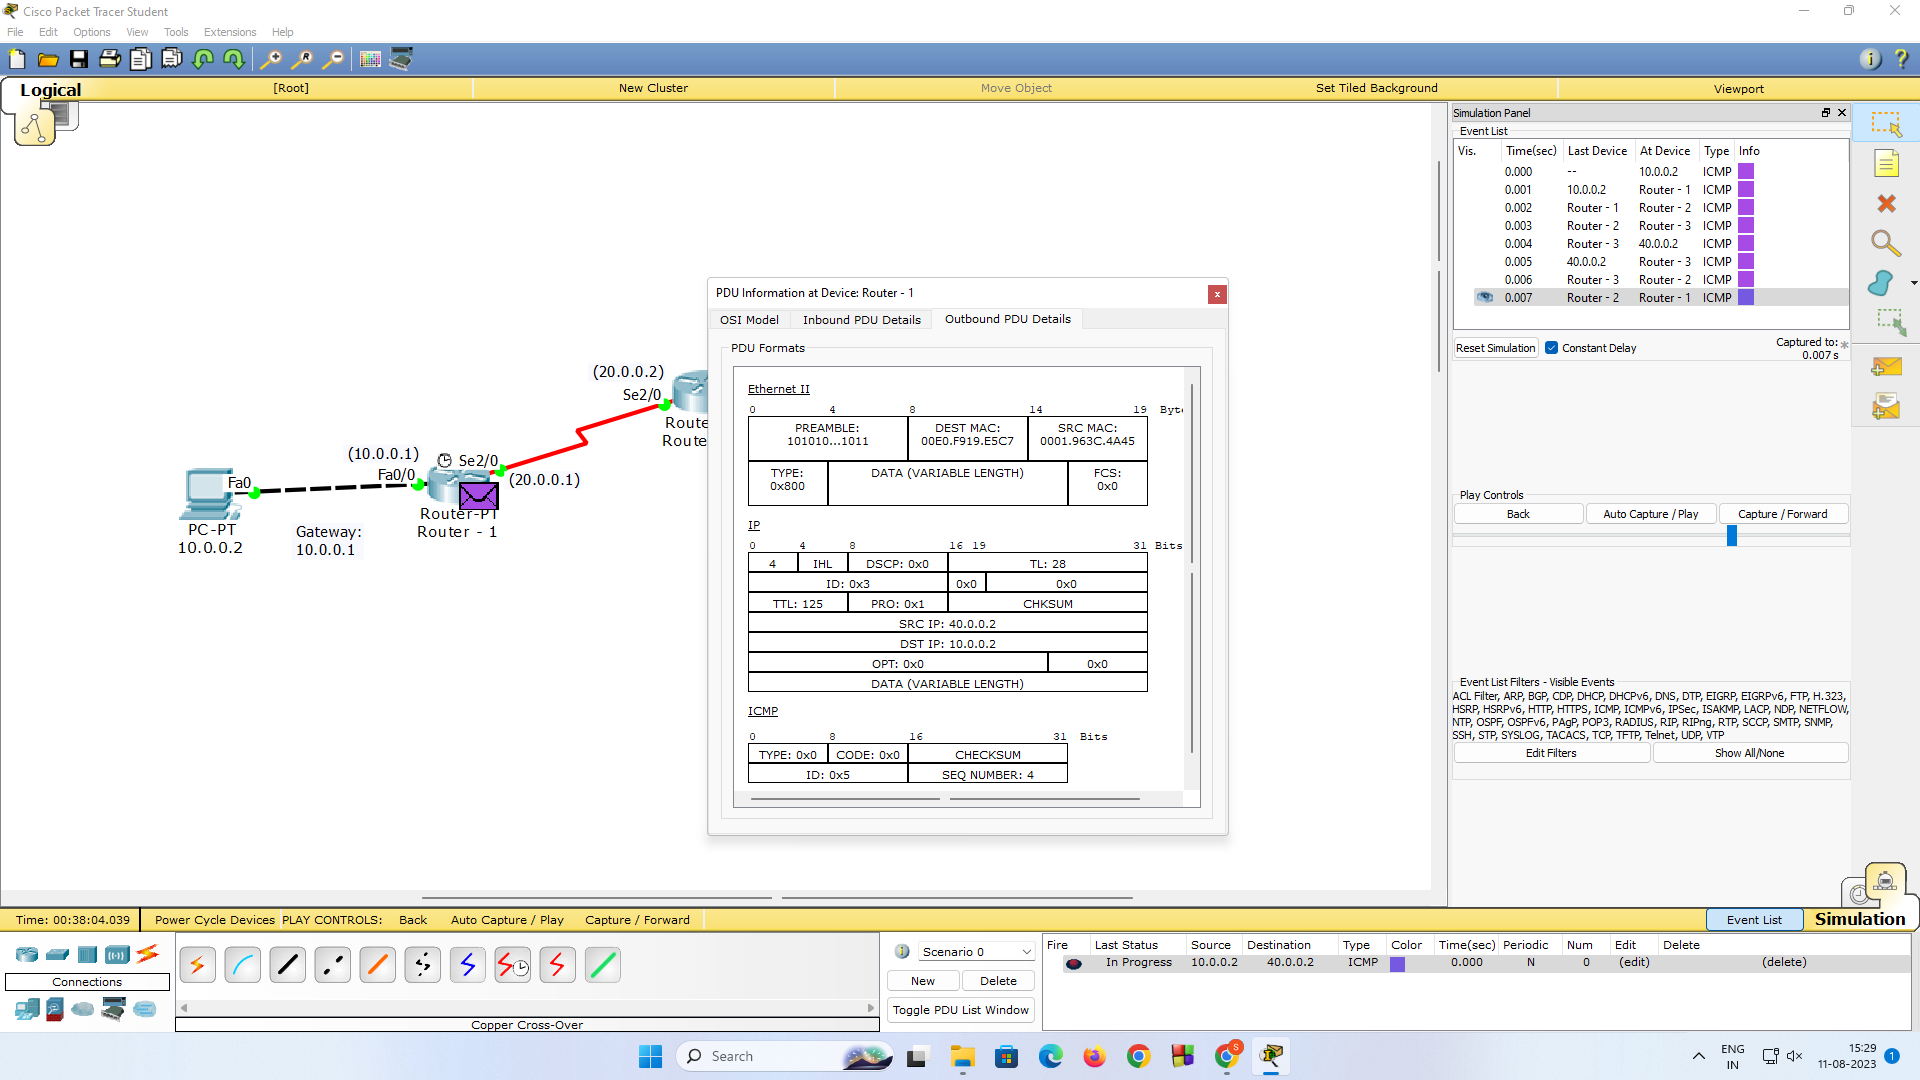 Cisco Packet Tracer Student
File Edit Options View Tools Extensions Help
Logical [Root] New Cluster Move Object Set Tiled Background Viewport
Simulation Panel
Event List
Vis. Time(sec) Last Device At Device Type Info
0.000 -- 10.0.0.2 ICMP
0.001 10.0.0.2 Router - 1 ICMP
0.002 Router - 1 Router - 2 ICMP
0.003 Router - 2 Router - 3 ICMP
0.004 Router - 3 40.0.0.2 ICMP
0.005 40.0.0.2 Router - 3 ICMP
0.006 Router - 3 Router - 2 ICMP
0.007 Router - 2 Router - 1 ICMP
Reset Simulation Constant Delay Captured to: *
0.007 s
Play Controls
Back Auto Capture / Play Capture / Forward
Event List Filters - Visible Events
ACL Filter, ARP, BGP, CDP, DHCP, DHCPv6, DNS, DTP, EIGRP, EIGRPv6, FTP, H.323,
HSRP, HSRPv6, HTTP, HTTPS, ICMP, ICMPv6, IPSec, ISAKMP, LACP, NDP, NETFLOW,
NTP, OSPF, OSPFv6, PAgP, POP3, RADIUS, RIP, RIPng, RTP, SCCP, SMTP, SNMP,
SSH, STP, SYSLOG, TACACS, TCP, TFTP, Telnet, UDP, VTP
Edit Filters Show All/None
(20.0.0.2)
Se2/0
Route
Route
(10.0.0.1)
Fa0/0
Se2/0
(20.0.0.1)
Fa0
Router-PT
Router - 1
PC-PT
10.0.0.2
Gateway:
10.0.0.1
PDU Information at Device: Router - 1 x
OSI Model Inbound PDU Details Outbound PDU Details
PDU Formats
Ethernet II
0 4 8 14 19 Byte
PREAMBLE: DEST MAC: SRC MAC:
101010...1011 00E0.F919.E5C7 0001.963C.4A45
TYPE: DATA (VARIABLE LENGTH) FCS:
0x800 0x0
IP
0 4 8 16 19 31 Bits
4 IHL DSCP: 0x0 TL: 28
ID: 0x3 0x0 0x0
TTL: 125 PRO: 0x1 CHKSUM
SRC IP: 40.0.0.2
DST IP: 10.0.0.2
OPT: 0x0 0x0
DATA (VARIABLE LENGTH)
ICMP
0 8 16 31 Bits
TYPE: 0x0 CODE: 0x0 CHECKSUM
ID: 0x5 SEQ NUMBER: 4
Time: 00:38:04.039 Power Cycle Devices PLAY CONTROLS: Back Auto Capture / Play Capture / Forward Event List Simulation
Connections
Copper Cross-Over
Scenario 0
New Delete
Toggle PDU List Window
Fire Last Status Source Destination Type Color Time(sec) Periodic Num Edit Delete
In Progress 10.0.0.2 40.0.0.2 ICMP 0.000 N 0 (edit) (delete)
Search
S
ENG
IN
15:29
11-08-2023
1